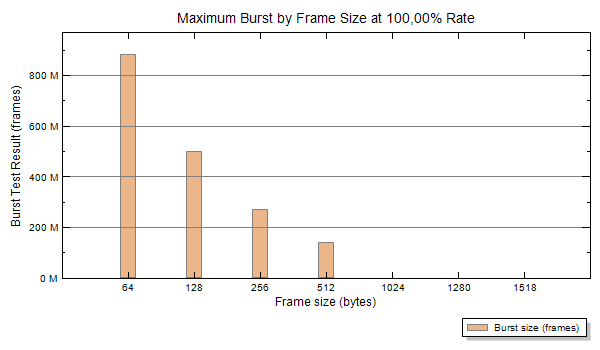 Maximum Burst by Frame Size at 100,00% Rate
Burst Test Result (frames)
800 M
600 M
400 M
200 M
0 M
64 128 256 512 1024 1280 1518
Frame size (bytes)
Burst size (frames)